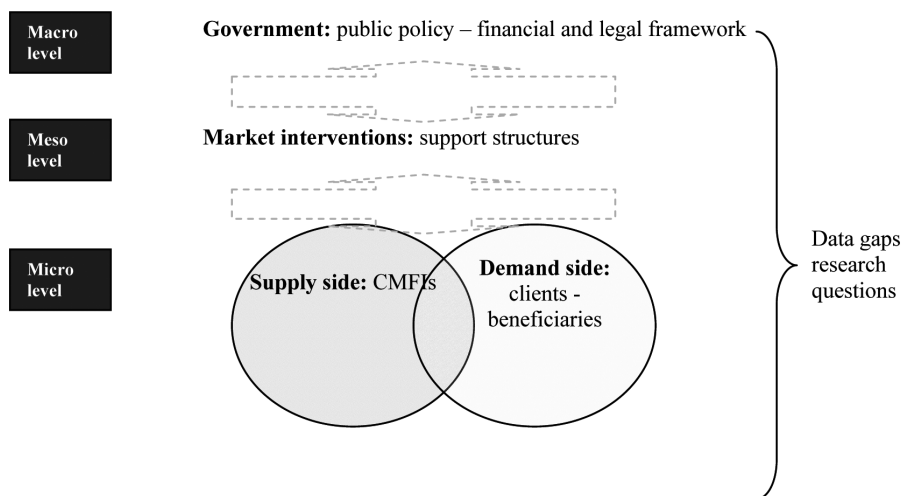 Macro
level
Government: public policy – financial and legal framework
Meso
level
Market interventions: support structures
Micro
level
Supply side: CMFIs
Demand side:
clients -
beneficiaries
Data gaps
research
questions